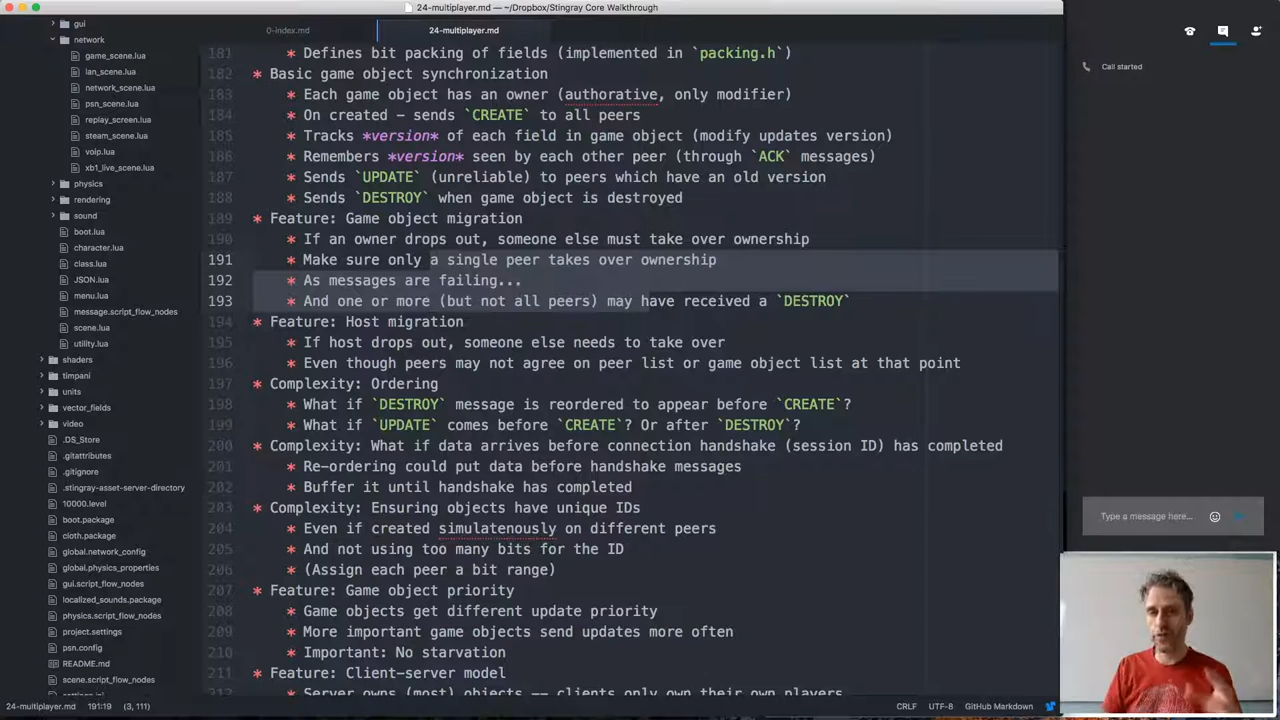 24-multiplayer.md — ~/Dropbox/Stingray Core Walkthrough
0-index.md
24-multiplayer.md
gui
network
game_scene.lua
lan_scene.lua
network_scene.lua
psn_scene.lua
replay_screen.lua
steam_scene.lua
voip.lua
xb1_live_scene.lua
physics
rendering
sound
boot.lua
character.lua
class.lua
JSON.lua
menu.lua
message.script_flow_nodes
scene.lua
utility.lua
shaders
timpani
units
vector_fields
video
.DS_Store
.gitattributes
.gitignore
.stingray-asset-server-directory
10000.level
boot.package
cloth.package
global.network_config
global.physics_properties
gui.script_flow_nodes
localized_sounds.package
physics.script_flow_nodes
project.settings
psn.config
README.md
scene.script_flow_nodes
settings.ini
181 * Defines bit packing of fields (implemented in `packing.h`)
182 * Basic game object synchronization
183 * Each game object has an owner (authorative, only modifier)
184 * On created – sends `CREATE` to all peers
185 * Tracks *version* of each field in game object (modify updates version)
186 * Remembers *version* seen by each other peer (through `ACK` messages)
187 * Sends `UPDATE` (unreliable) to peers which have an old version
188 * Sends `DESTROY` when game object is destroyed
189 * Feature: Game object migration
190 * If an owner drops out, someone else must take over ownership
191 * Make sure only a single peer takes over ownership
192 * As messages are failing...
193 * And one or more (but not all peers) may have received a `DESTROY`
194 * Feature: Host migration
195 * If host drops out, someone else needs to take over
196 * Even though peers may not agree on peer list or game object list at that point
197 * Complexity: Ordering
198 * What if `DESTROY` message is reordered to appear before `CREATE`?
199 * What if `UPDATE` comes before `CREATE`? Or after `DESTROY`?
200 * Complexity: What if data arrives before connection handshake (session ID) has completed
201 * Re-ordering could put data before handshake messages
202 * Buffer it until handshake has completed
203 * Complexity: Ensuring objects have unique IDs
204 * Even if created simulatenously on different peers
205 * And not using too many bits for the ID
206 * (Assign each peer a bit range)
207 * Feature: Game object priority
208 * Game objects get different update priority
209 * More important game objects send updates more often
210 * Important: No starvation
211 * Feature: Client-server model
212 * Server owns (most) objects -- clients only own their own players
24-multiplayer.md 191:19 (3, 111)
CRLF UTF-8 GitHub Markdown
Call started
Type a message here...